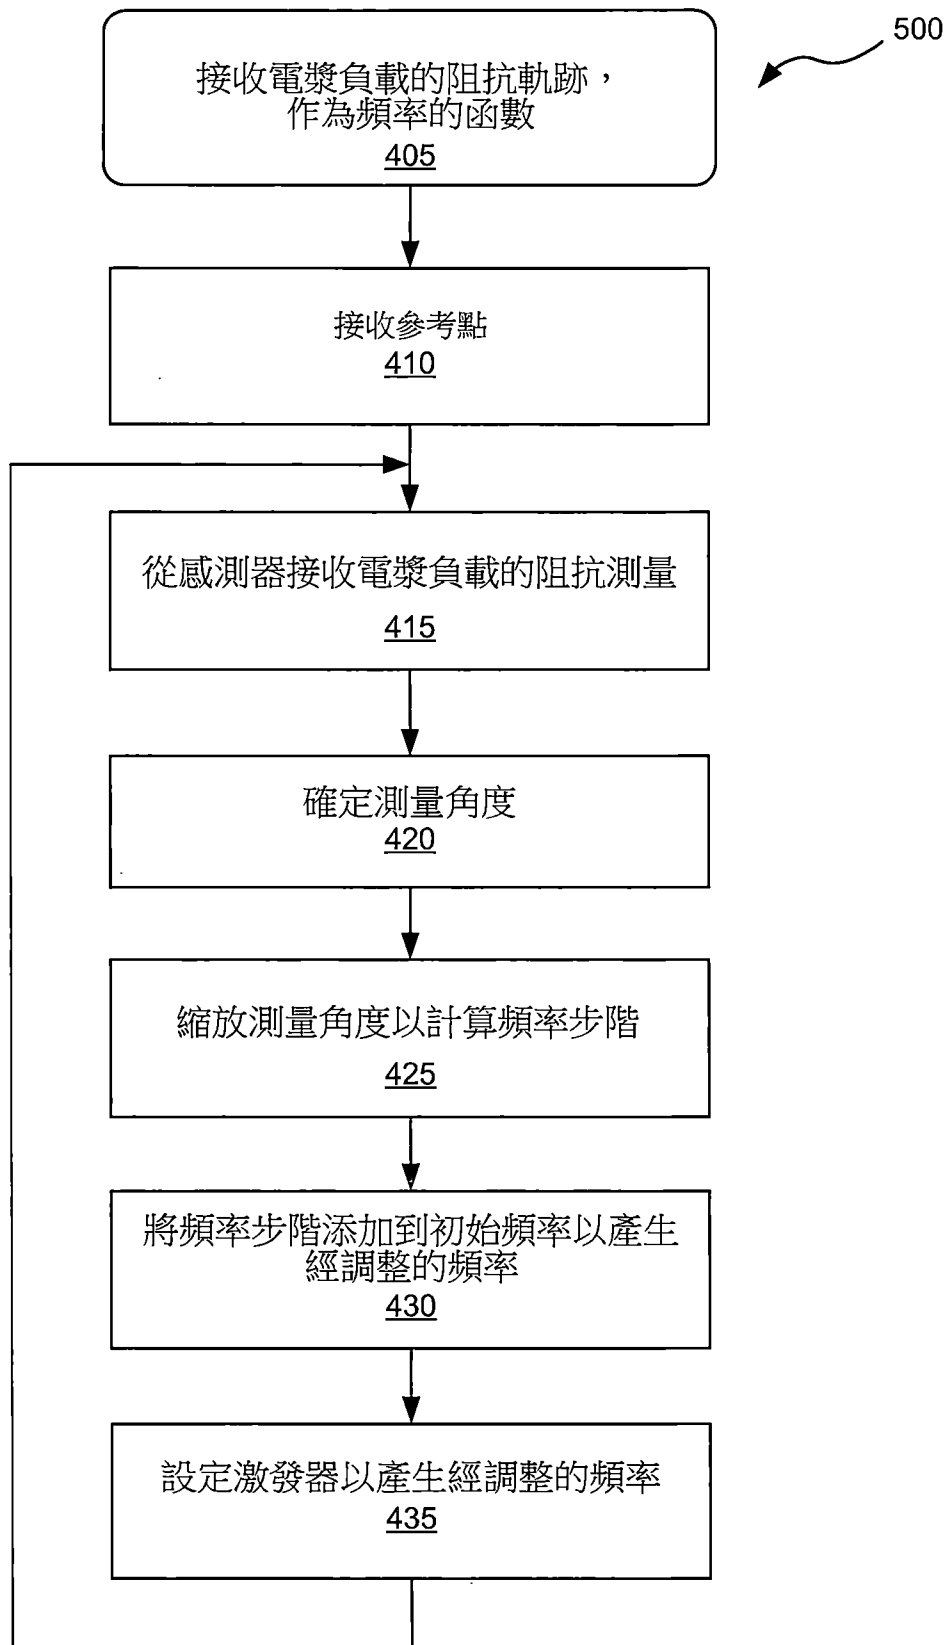 500
接收電漿負載的阻抗軌跡，
作為頻率的函數
405
接收參考點
410
從感測器接收電漿負載的阻抗測量
415
確定測量角度
420
縮放測量角度以計算頻率步階
425
將頻率步階添加到初始頻率以產生
經調整的頻率
430
設定激發器以產生經調整的頻率
435